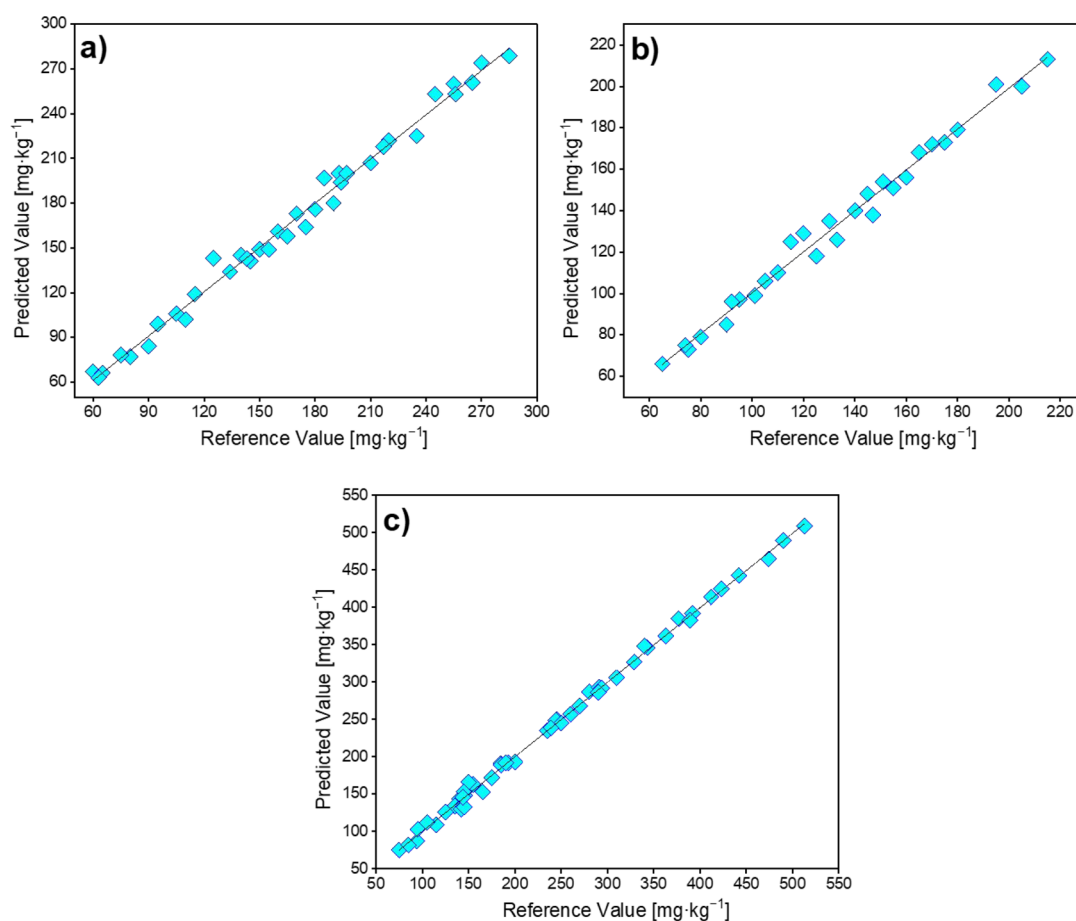 a)
300
270
240
210
180
150
120
90
60
Predicted Value [mg·kg⁻¹]
60 90 120 150 180 210 240 270 300
Reference Value [mg·kg⁻¹]
b)
220
200
180
160
140
120
100
80
60
Predicted Value [mg·kg⁻¹]
60 80 100 120 140 160 180 200 220
Reference Value [mg·kg⁻¹]
c)
550
500
450
400
350
300
250
200
150
100
50
Predicted Value [mg·kg⁻¹]
50 100 150 200 250 300 350 400 450 500 550
Reference Value [mg·kg⁻¹]